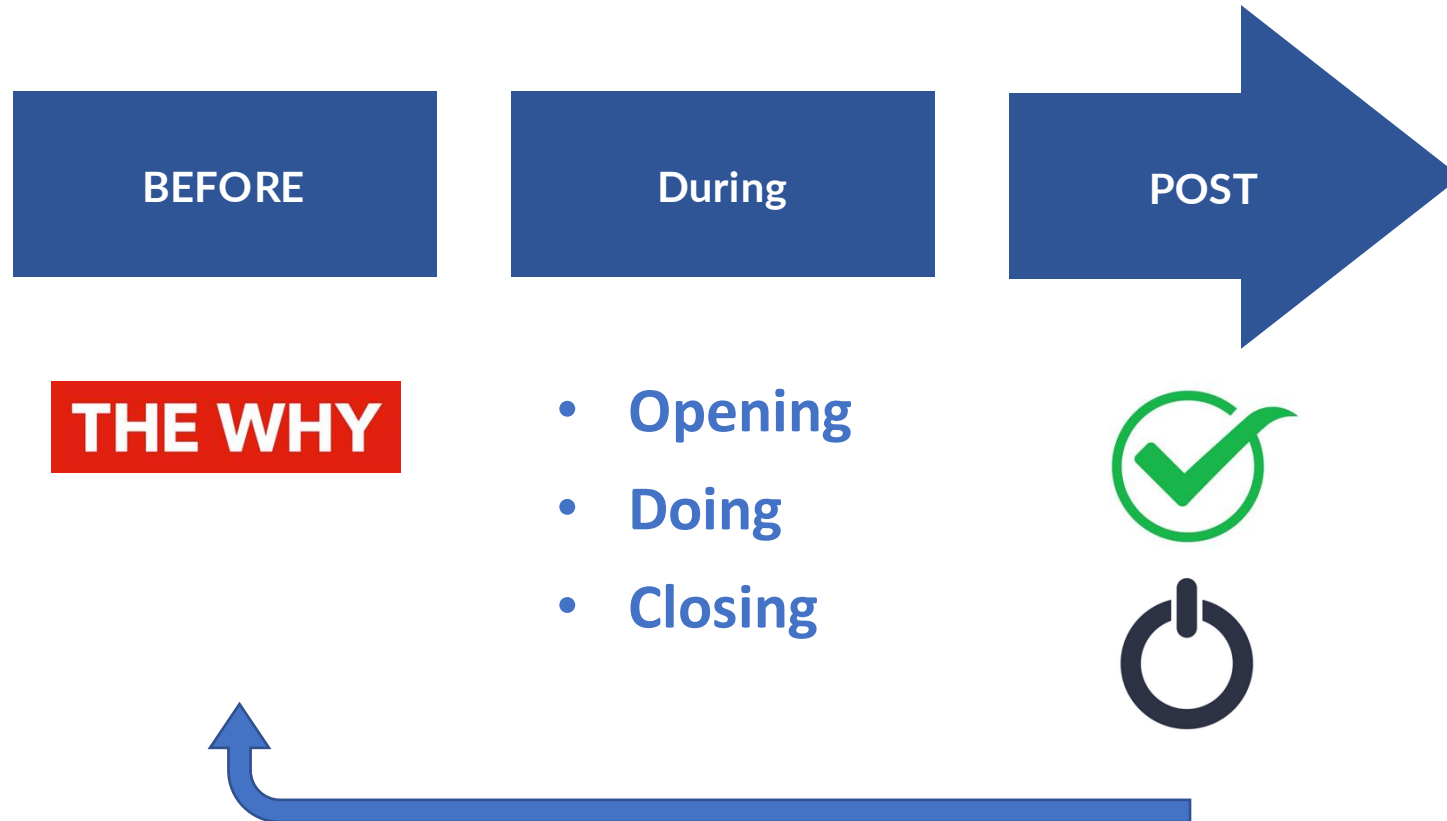 BEFORE
During
POST
THE WHY
• Opening
• Doing
• Closing